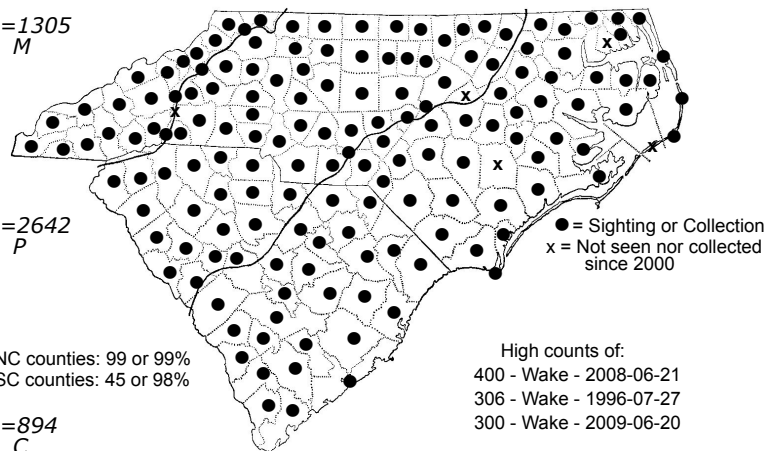 =1305
M
=2642
P
● = Sighting or Collection
x = Not seen nor collected
since 2000
NC counties: 99 or 99%
SC counties: 45 or 98%
High counts of:
400 - Wake - 2008-06-21
306 - Wake - 1996-07-27
300 - Wake - 2009-06-20
=894
C